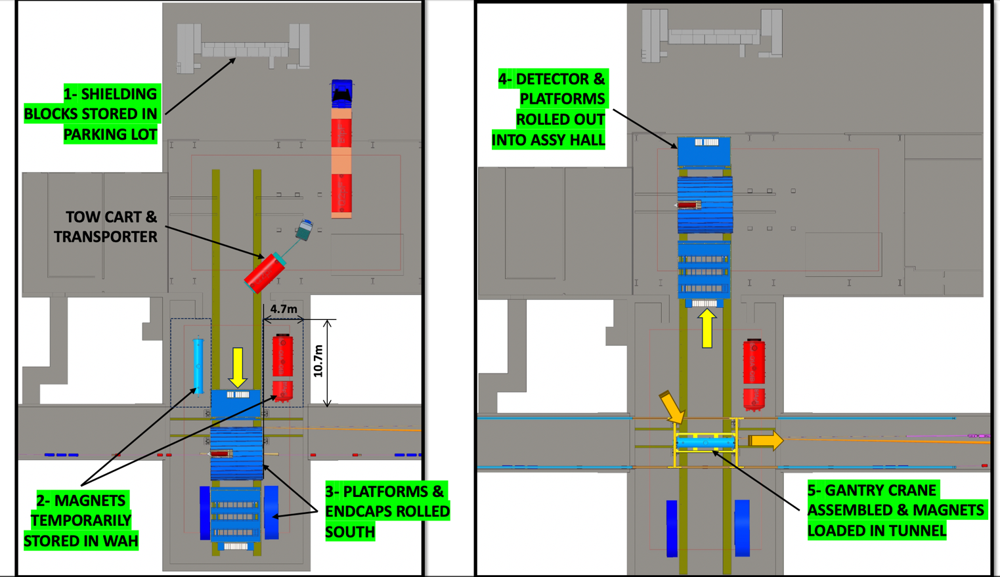 1- SHIELDING
BLOCKS STORED IN
PARKING LOT
TOW CART &
TRANSPORTER
4.7m
10.7m
2- MAGNETS
TEMPORARILY
STORED IN WAH
3- PLATFORMS &
ENDCAPS ROLLED
SOUTH
4- DETECTOR &
PLATFORMS
ROLLED OUT
INTO ASSY HALL
5- GANTRY CRANE
ASSEMBLED & MAGNETS
LOADED IN TUNNEL